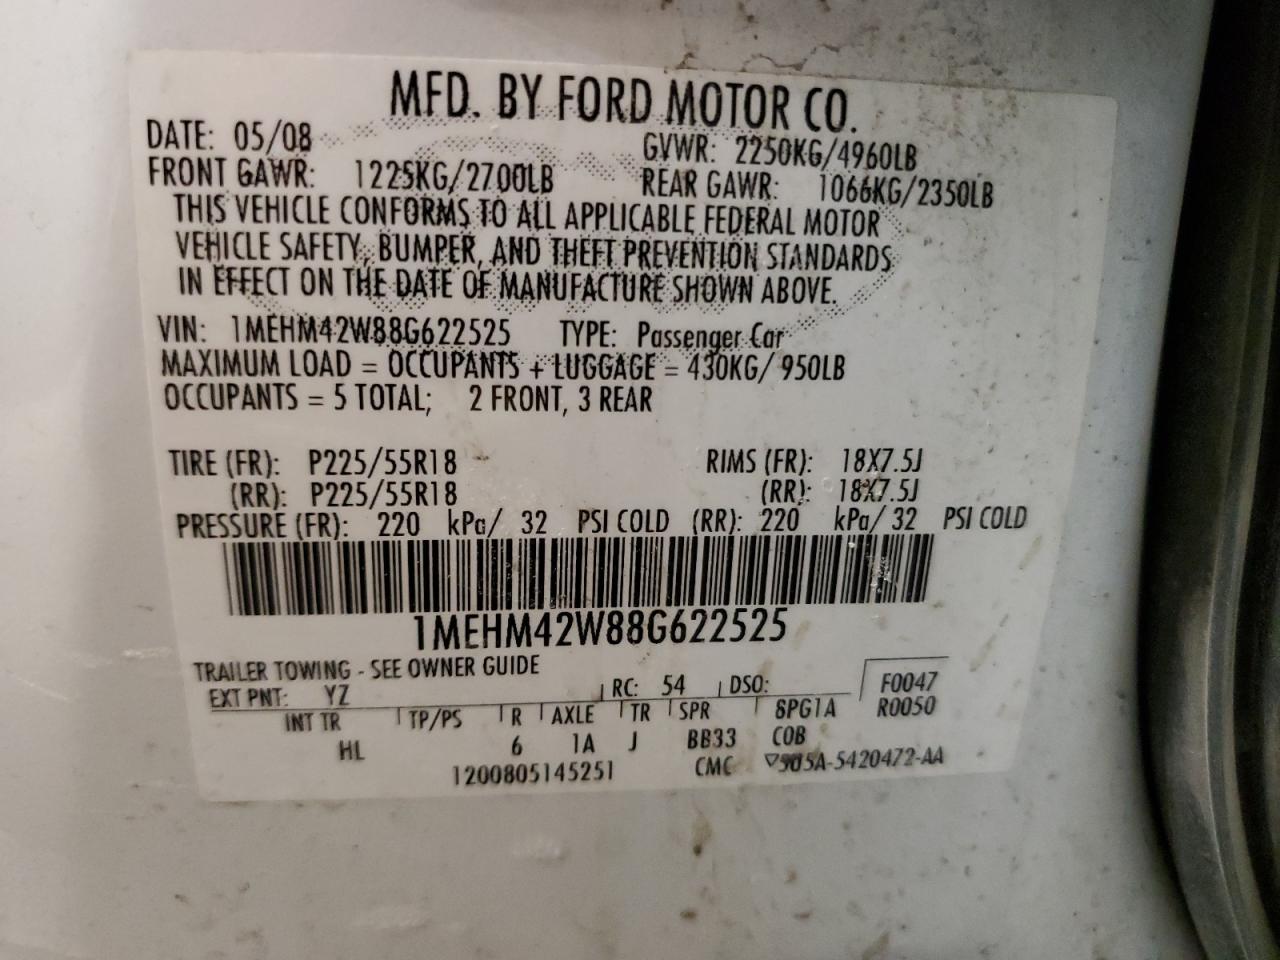 MFD. BY FORD MOTOR CO.
DATE: 05/08 GVWR: 2250KG/4960LB
FRONT GAWR: 1225KG/2700LB REAR GAWR: 1066KG/2350LB
THIS VEHICLE CONFORMS TO ALL APPLICABLE FEDERAL MOTOR
VEHICLE SAFETY, BUMPER, AND THEFT PREVENTION STANDARDS
IN EFFECT ON THE DATE OF MANUFACTURE SHOWN ABOVE.
VIN: 1MEHM42W88G622525 TYPE: Passenger Car
MAXIMUM LOAD = OCCUPANTS + LUGGAGE = 430KG/ 950LB
OCCUPANTS = 5 TOTAL; 2 FRONT, 3 REAR
TIRE (FR): P225/55R18 RIMS (FR): 18X7.5J
(RR): P225/55R18 (RR): 18X7.5J
PRESSURE (FR): 220 kPa/ 32 PSI COLD (RR): 220 kPa/ 32 PSI COLD
1MEHM42W88G622525
TRAILER TOWING - SEE OWNER GUIDE
EXT PNT: YZ RC: 54 DSO: F0047
INT TR TP/PS R AXLE TR SPR 8PG1A R0050
HL 6 1A J BB33 COB
1200805145251 CMC ▽5A-5420472-AA